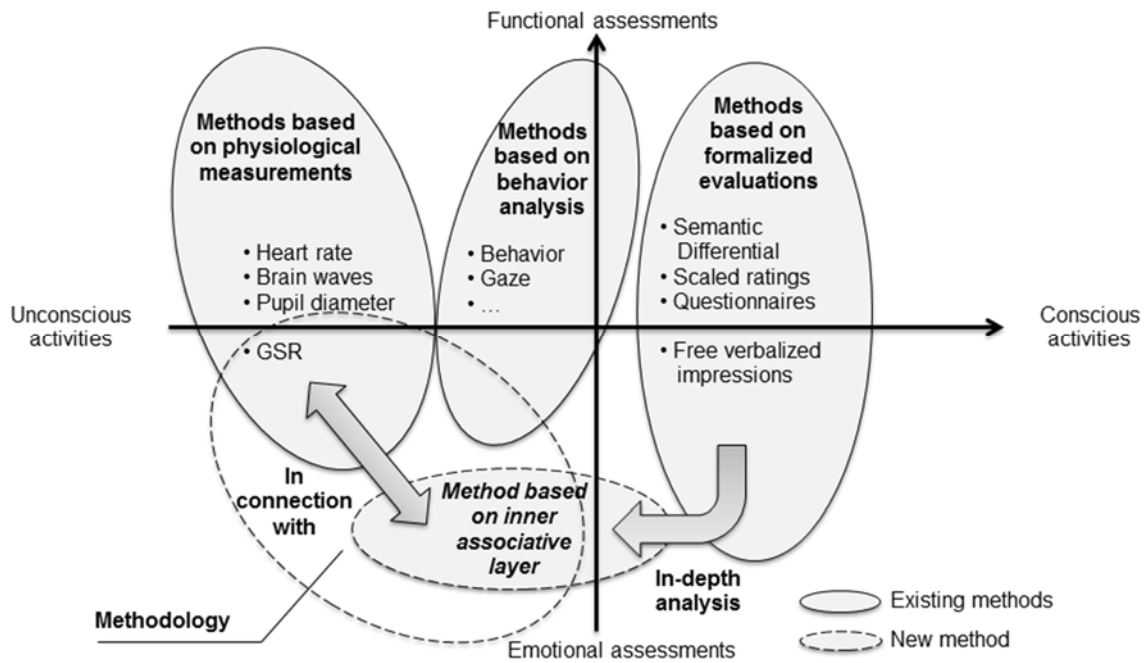 Functional assessments
Methods based
on physiological
measurements
• Heart rate
• Brain waves
• Pupil diameter
• GSR
Methods
based on
behavior
analysis
• Behavior
• Gaze
• ...
Methods
based on
formalized
evaluations
• Semantic
Differential
• Scaled ratings
• Questionnaires
• Free verbalized
impressions
Unconscious
activities
Conscious
activities
In
connection
with
Method based
on inner
associative
layer
In-depth
analysis
Methodology
Emotional assessments
Existing methods
New method